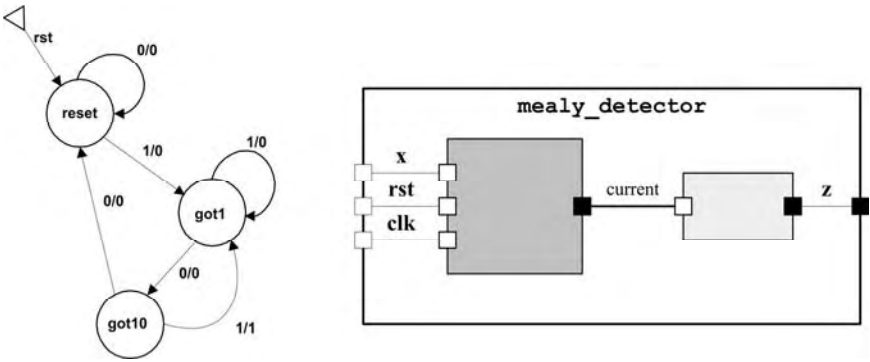 rst
0/0
reset
1/0
1/0
0/0
got1
0/0
got10
1/1
mealy_detector
x
rst
clk
current
z